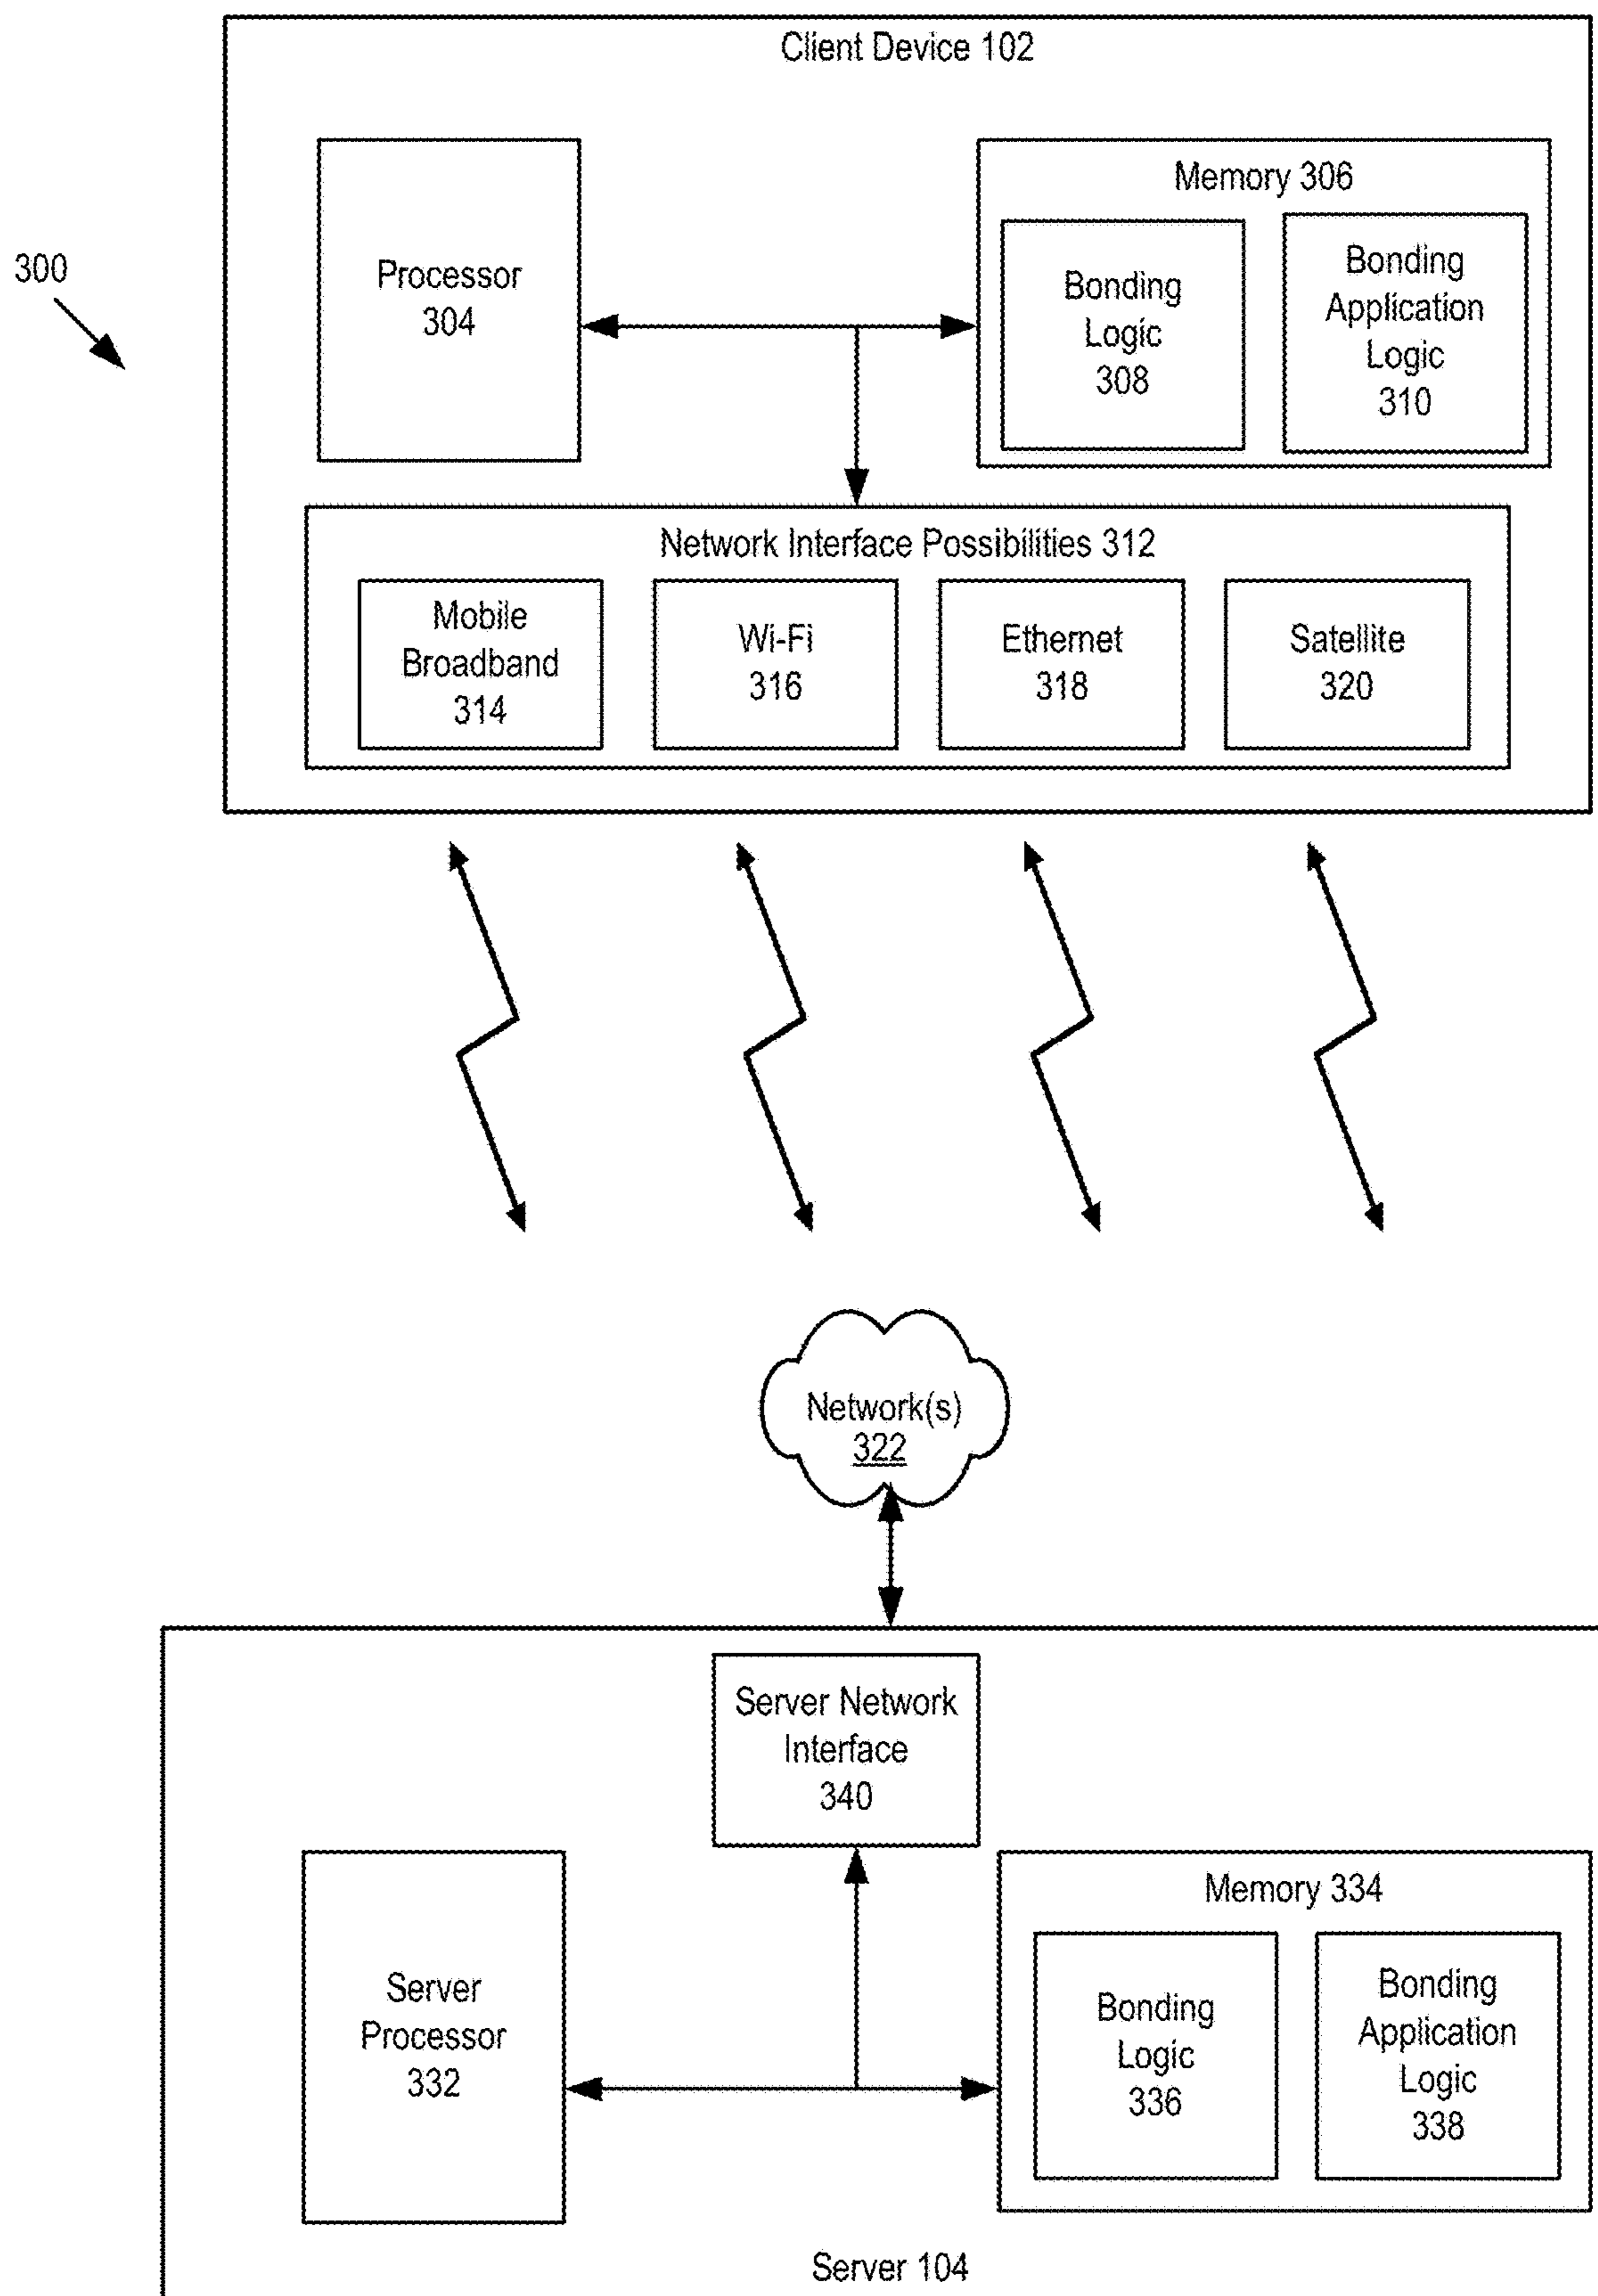 Client Device 102
300
Processor
304
Memory 306
Bonding
Logic
308
Bonding
Application
Logic
310
Network Interface Possibilities 312
Mobile
Broadband
314
Wi-Fi
316
Ethernet
318
Satellite
320
Network(s)
322
Server Network
Interface
340
Server
Processor
332
Memory 334
Bonding
Logic
336
Bonding
Application
Logic
338
Server 104